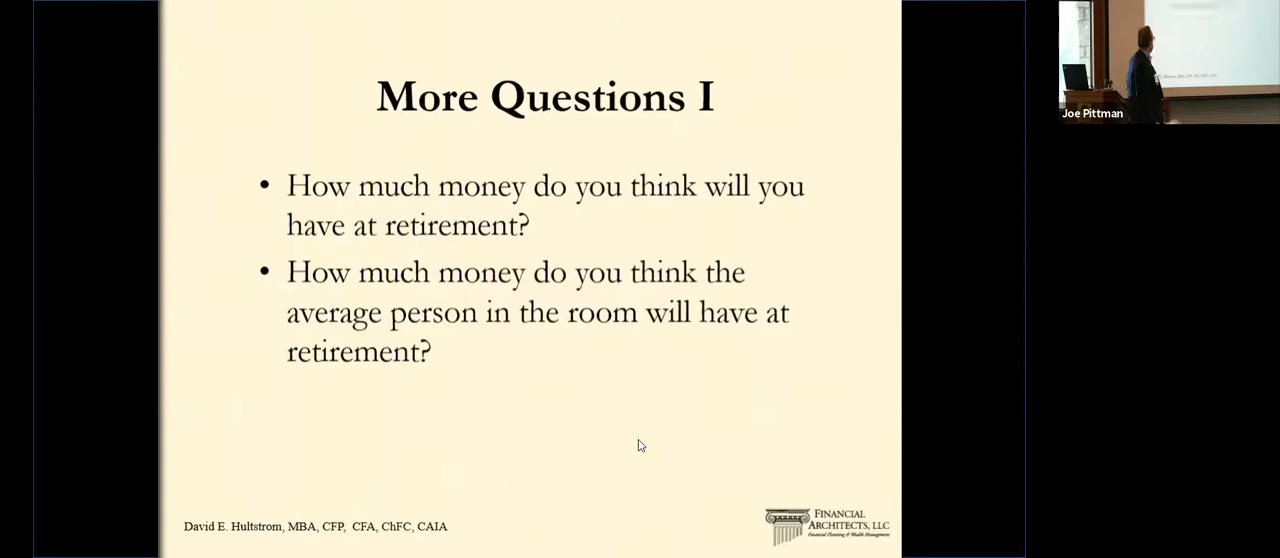 More Questions I
• How much money do you think will you
have at retirement?
• How much money do you think the
average person in the room will have at
retirement?
David E. Hultstrom, MBA, CFP, CFA, ChFC, CAIA
FINANCIAL
ARCHITECTS, LLC
Financial Planning & Wealth Management
Joe Pittman